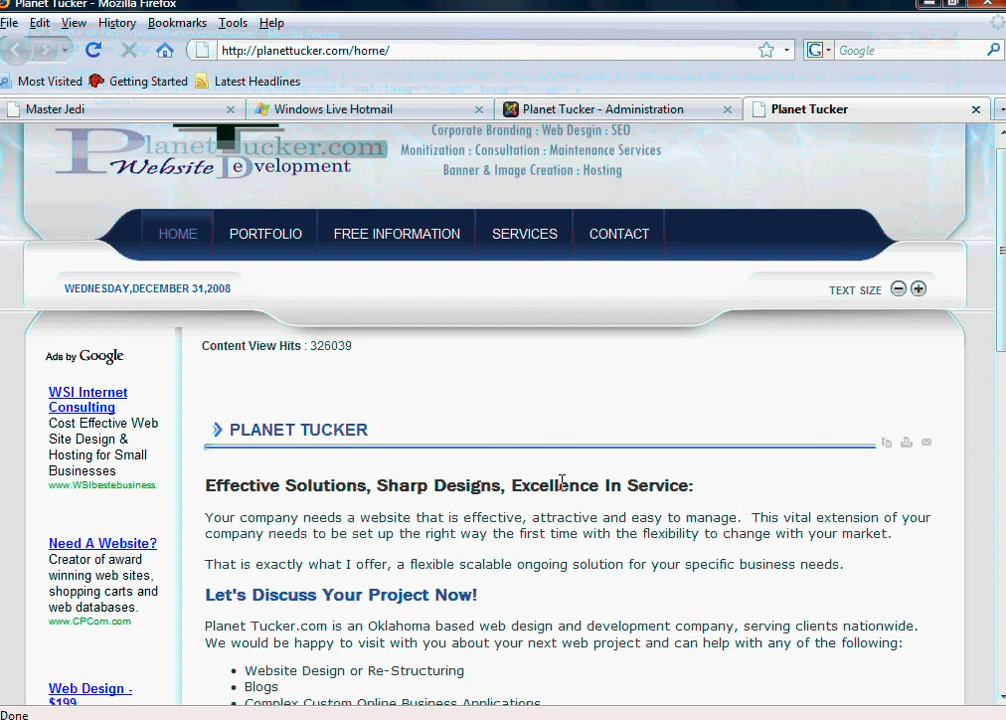 Planet Tucker - Mozilla Firefox
File Edit View History Bookmarks Tools Help
http://planettucker.com/home/
Google
Most Visited Getting Started Latest Headlines
Master Jedi
Windows Live Hotmail
Planet Tucker - Administration
Planet Tucker
PlanetTucker.com
Website Development
Corporate Branding : Web Desgin : SEO
Monitization : Consultation : Maintenance Services
Banner & Image Creation : Hosting
HOME PORTFOLIO FREE INFORMATION SERVICES CONTACT
WEDNESDAY,DECEMBER 31,2008
TEXT SIZE
Ads by Google
WSI Internet
Consulting
Cost Effective Web
Site Design &
Hosting for Small
Businesses
www.WSIbestebusiness.
Need A Website?
Creator of award
winning web sites,
shopping carts and
web databases.
www.CPCom.com
Web Design -
$199
Content View Hits : 326039
PLANET TUCKER
Effective Solutions, Sharp Designs, Excellence In Service:
Your company needs a website that is effective, attractive and easy to manage. This vital extension of your
company needs to be set up the right way the first time with the flexibility to change with your market.
That is exactly what I offer, a flexible scalable ongoing solution for your specific business needs.
Let's Discuss Your Project Now!
Planet Tucker.com is an Oklahoma based web design and development company, serving clients nationwide.
We would be happy to visit with you about your next web project and can help with any of the following:
Website Design or Re-Structuring
Blogs
Complex Custom Online Business Applications
Done